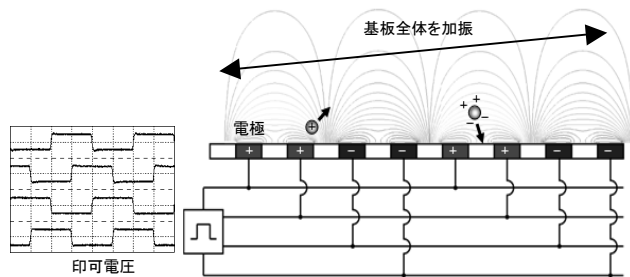 基板全体を加振
電極
+
+ +
- -
+ + - - + + - -
印可電圧